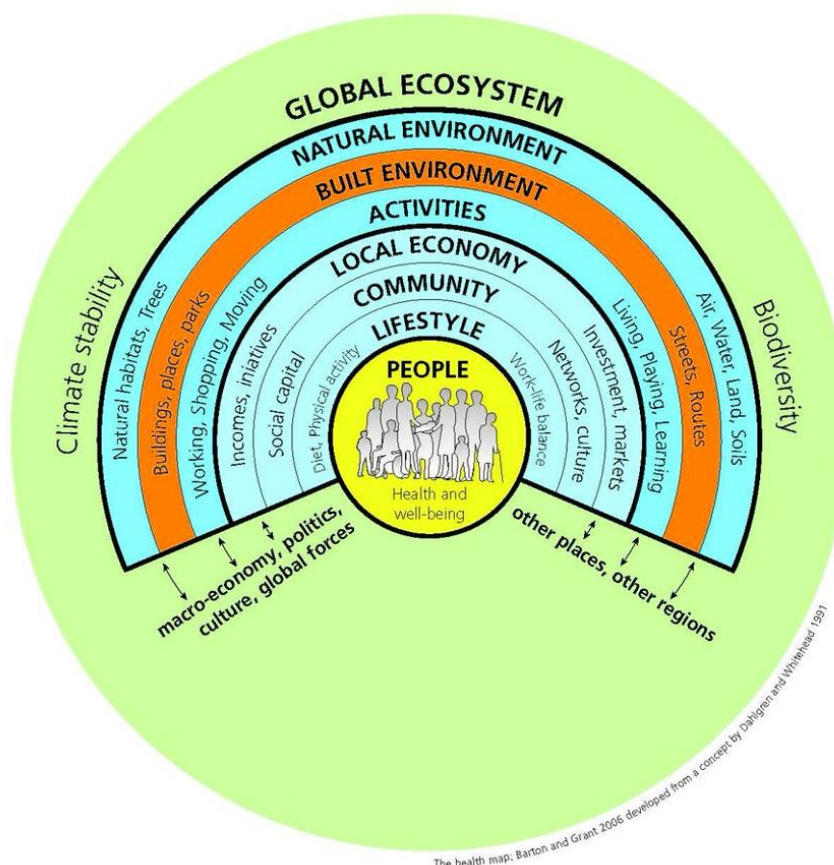 GLOBAL ECOSYSTEM
NATURAL ENVIRONMENT
BUILT ENVIRONMENT
ACTIVITIES
LOCAL ECONOMY
COMMUNITY
LIFESTYLE
PEOPLE
Health and
well-being
Climate stability
Natural habitats, Trees
Buildings, places, parks
Working, Shopping, Moving
Incomes, iniatives
Social capital
Diet, Physical activity
Work-life balance
Networks, culture
Investment, markets
Living, Playing, Learning
Streets, Routes
Air, Water, Land, Soils
Biodiversity
macro-economy, politics,
culture, global forces
other places, other regions
The health map; Barton and Grant 2006 developed from a concept by Dahlgren and Whitehead 1991